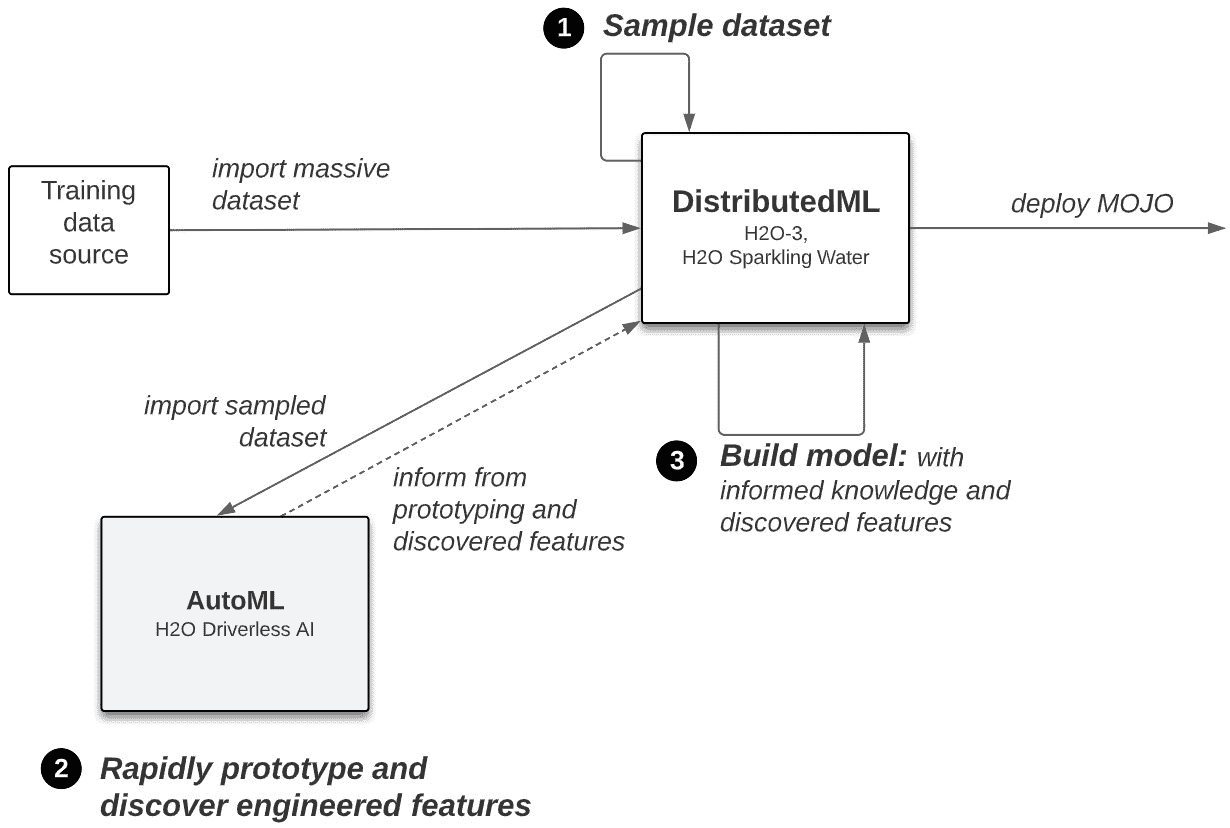 1 Sample dataset
Training
data
source
import massive
dataset
DistributedML
H2O-3,
H2O Sparkling Water
deploy MOJO
import sampled
dataset
inform from
prototyping and
discovered features
3 Build model: with
informed knowledge and
discovered features
AutoML
H2O Driverless AI
2 Rapidly prototype and
discover engineered features